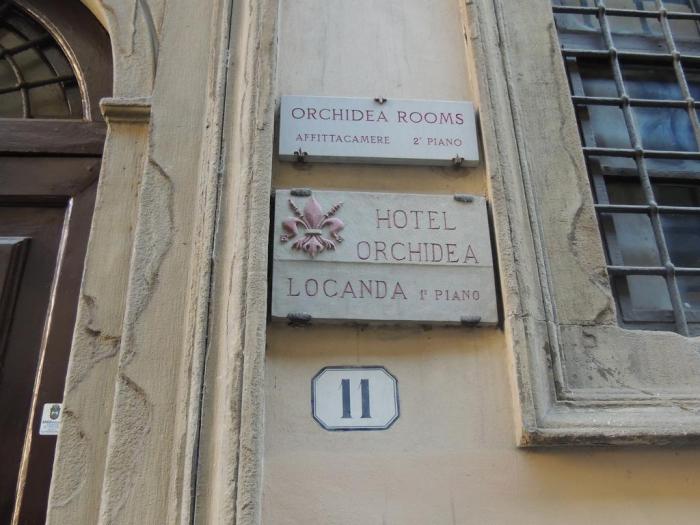 ORCHIDEA ROOMS
AFFITTACAMERE 2° PIANO
HOTEL
ORCHIDEA
LOCANDA 1° PIANO
11